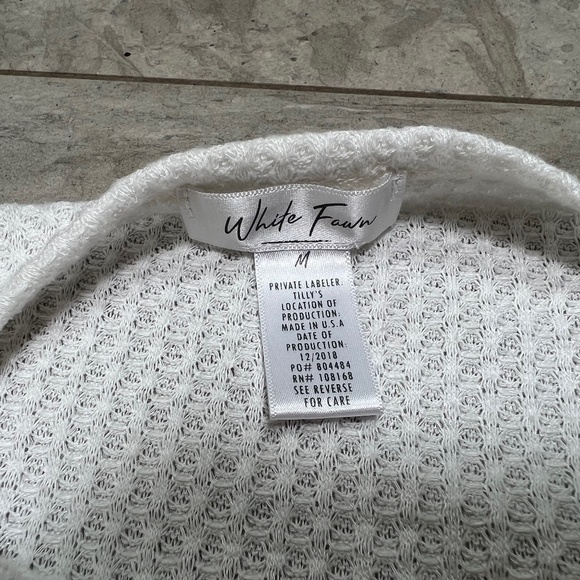 White Fawn
M
PRIVATE LABELER:
TILLY'S
LOCATION OF
PRODUCTION:
MADE IN U.S.A
DATE OF
PRODUCTION:
12/2018
PO# 804484
RN# 108168
SEE REVERSE
FOR CARE